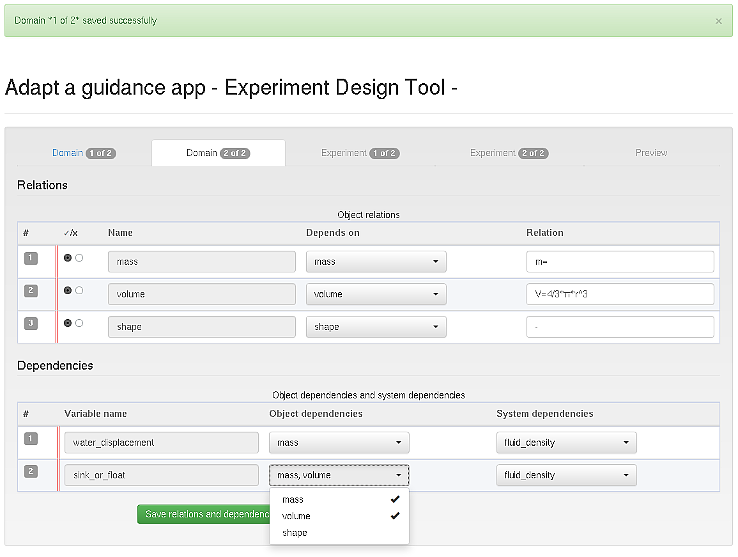 Domain *1 of 2* saved successfully ×
Adapt a guidance app - Experiment Design Tool -
Domain 1 of 2 Domain 2 of 2 Experiment 1 of 2 Experiment 2 of 2 Preview
Relations
Object relations
# ✓/x Name Depends on Relation
1 mass mass m=
2 volume volume V=4/3*π*r^3
3 shape shape -
Dependencies
Object dependencies and system dependencies
# Variable name Object dependencies System dependencies
1 water_displacement mass fluid_density
2 sink_or_float mass, volume fluid_density
mass
volume
Save relations and dependenc
shape